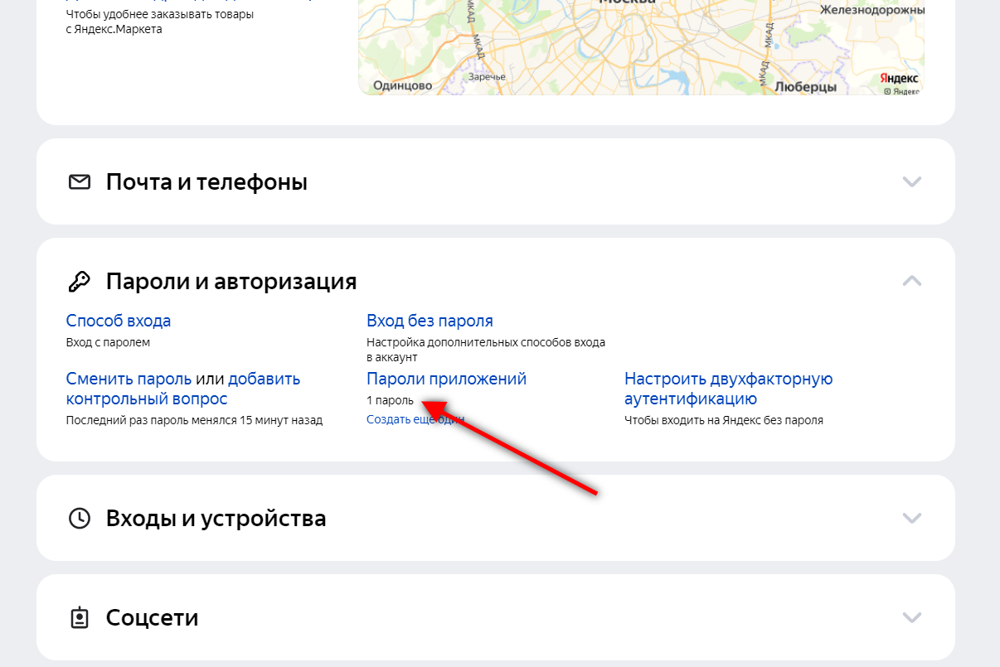 Чтобы удобнее заказывать товары
с Яндекс.Маркета
Москва
Железнодорожны
МКАД
МКАД
МКАД
МКАД
Заречье
Одинцово
Люберцы
Яндекс
© Яндекс
Почта и телефоны
Пароли и авторизация
Способ входа
Вход с паролем
Вход без пароля
Настройка дополнительных способов входа
в аккаунт
Сменить пароль или добавить
контрольный вопрос
Последний раз пароль менялся 15 минут назад
Пароли приложений
1 пароль
Создать еще один
Настроить двухфакторную
аутентификацию
Чтобы входить на Яндекс без пароля
Входы и устройства
Соцсети